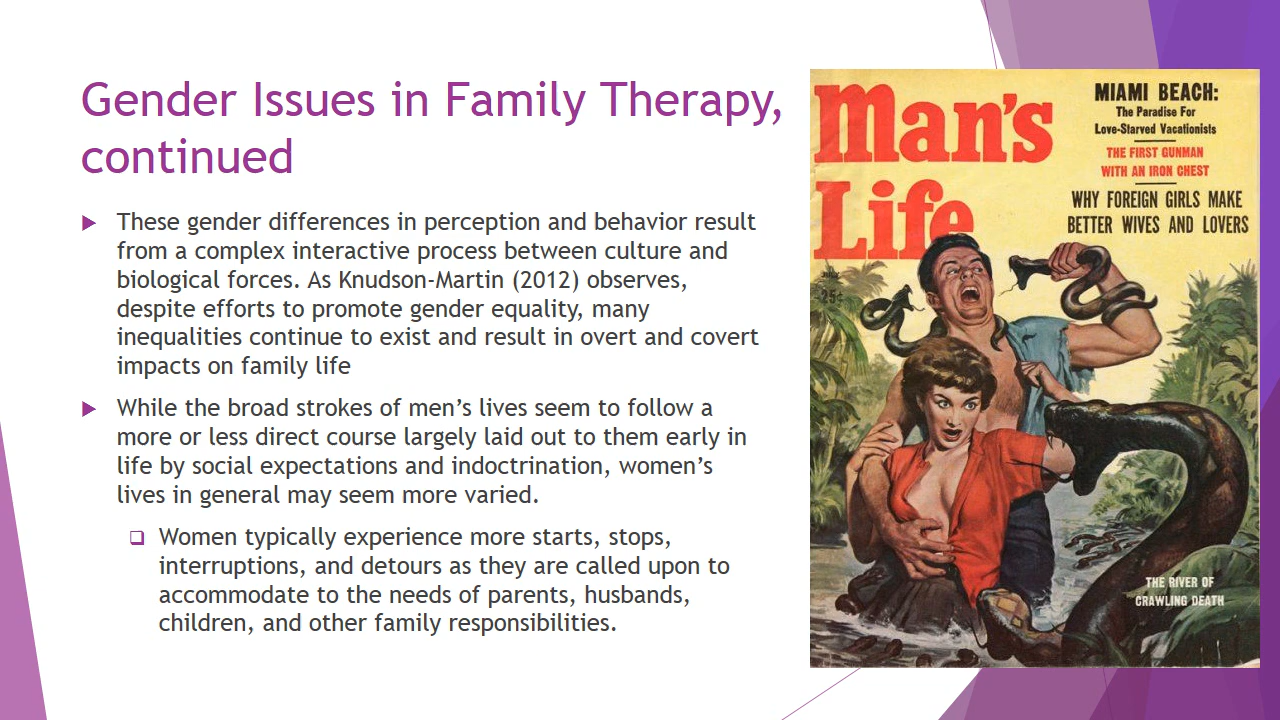 Gender Issues in Family Therapy,
continued
These gender differences in perception and behavior result
from a complex interactive process between culture and
biological forces. As Knudson-Martin (2012) observes,
despite efforts to promote gender equality, many
inequalities continue to exist and result in overt and covert
impacts on family life
While the broad strokes of men’s lives seem to follow a
more or less direct course largely laid out to them early in
life by social expectations and indoctrination, women’s
lives in general may seem more varied.
Women typically experience more starts, stops,
interruptions, and detours as they are called upon to
accommodate to the needs of parents, husbands,
children, and other family responsibilities.
Man's
Life
25¢
MIAMI BEACH:
The Paradise For
Love-Starved Vacationists
THE FIRST GUNMAN
WITH AN IRON CHEST
WHY FOREIGN GIRLS MAKE
BETTER WIVES AND LOVERS
THE RIVER OF
CRAWLING DEATH